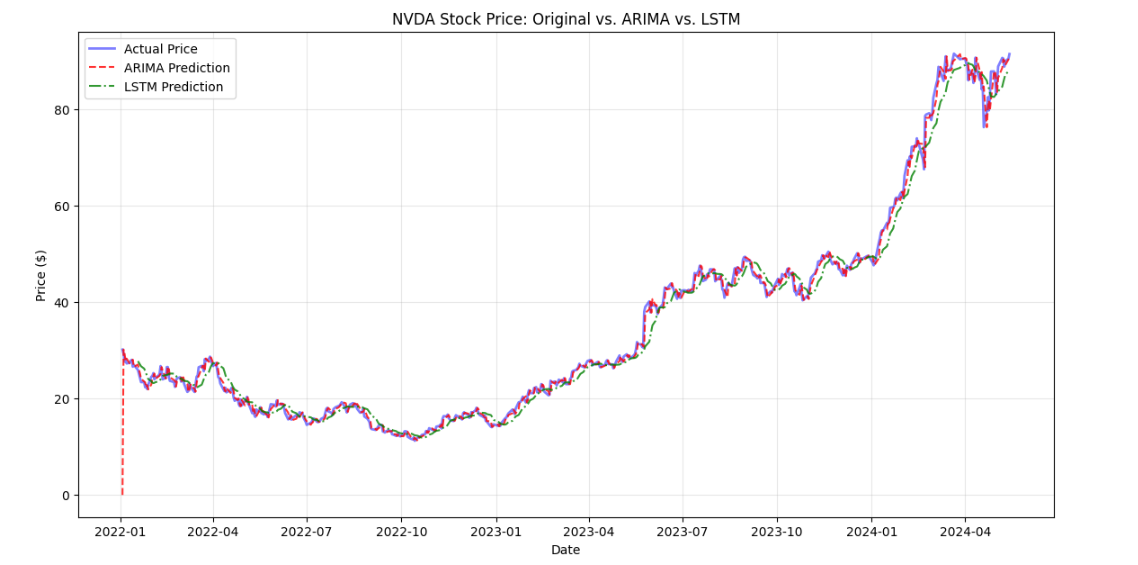 NVDA Stock Price: Original vs. ARIMA vs. LSTM
Actual Price
ARIMA Prediction
LSTM Prediction
Price ($)
80
60
40
20
0
2022-01 2022-04 2022-07 2022-10 2023-01 2023-04 2023-07 2023-10 2024-01 2024-04
Date